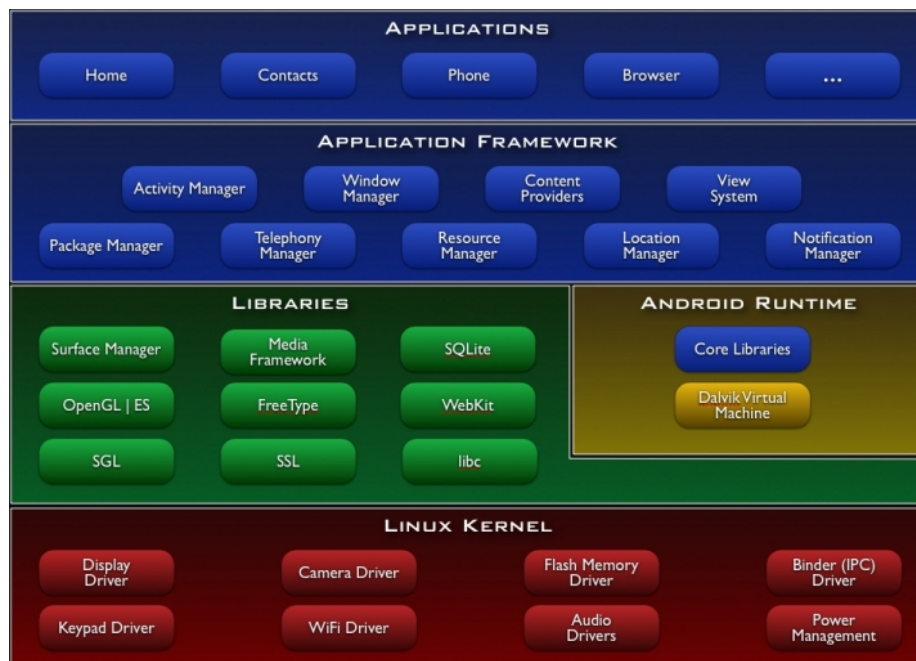 APPLICATIONS
Home
Contacts
Phone
Browser
...
APPLICATION FRAMEWORK
Activity Manager
Window
Manager
Content
Providers
View
System
Package Manager
Telephony
Manager
Resource
Manager
Location
Manager
Notification
Manager
LIBRARIES
Surface Manager
Media
Framework
SQLite
OpenGL | ES
FreeType
WebKit
SGL
SSL
libc
ANDROID RUNTIME
Core Libraries
Dalvik Virtual
Machine
LINUX KERNEL
Display
Driver
Camera Driver
Flash Memory
Driver
Binder (IPC)
Driver
Keypad Driver
WiFi Driver
Audio
Drivers
Power
Management